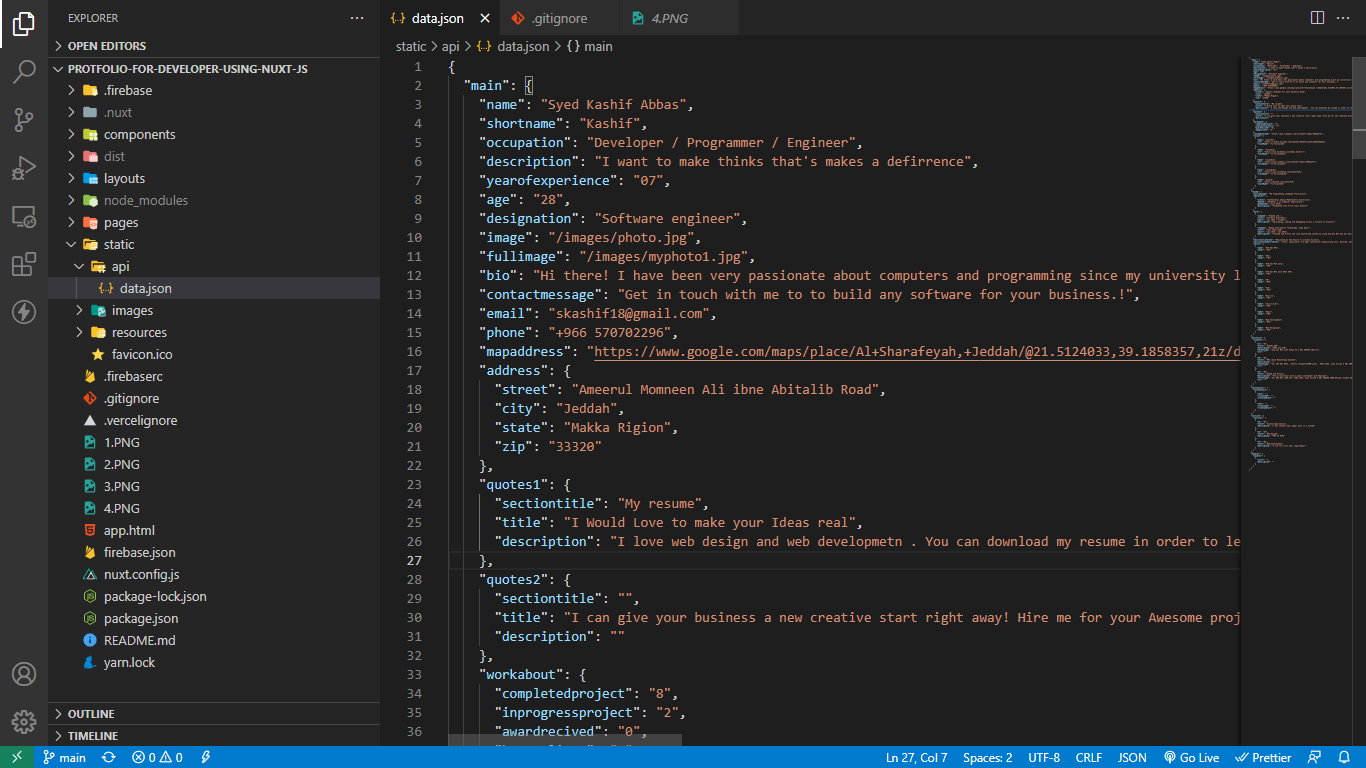 EXPLORER
OPEN EDITORS
PROTFOLIO-FOR-DEVELOPER-USING-NUXT-JS
.firebase
.nuxt
components
dist
layouts
node_modules
pages
static
api
data.json
images
resources
favicon.ico
.firebaserc
.gitignore
.vercelignore
1.PNG
2.PNG
3.PNG
4.PNG
app.html
firebase.json
nuxt.config.js
package-lock.json
package.json
README.md
yarn.lock
OUTLINE
TIMELINE
data.json
.gitignore
4.PNG
static > api > data.json > main
1 {
2 "main": {
3 "name": "Syed Kashif Abbas",
4 "shortname": "Kashif",
5 "occupation": "Developer / Programmer / Engineer",
6 "description": "I want to make thinks that's makes a defirrence",
7 "yearofexperience": "07",
8 "age": "28",
9 "designation": "Software engineer",
10 "image": "/images/photo.jpg",
11 "fullimage": "/images/myphoto1.jpg",
12 "bio": "Hi there! I have been very passionate about computers and programming since my university l
13 "contactmessage": "Get in touch with me to to build any software for your business.!",
14 "email": "skashif18@gmail.com",
15 "phone": "+966 570702296",
16 "mapaddress": "https://www.google.com/maps/place/Al+Sharafeyah,+Jeddah/@21.5124033,39.1858357,21z/d
17 "address": {
18 "street": "Ameerul Momneen Ali ibne Abitalib Road",
19 "city": "Jeddah",
20 "state": "Makka Rigion",
21 "zip": "33320"
22 },
23 "quotes1": {
24 "sectiontitle": "My resume",
25 "title": "I Would Love to make your Ideas real",
26 "description": "I love web design and web developmetn . You can download my resume in order to le
27 },
28 "quotes2": {
29 "sectiontitle": "",
30 "title": "I can give your business a new creative start right away! Hire me for your Awesome proj
31 "description": ""
32 },
33 "workabout": {
34 "completedproject": "8",
35 "inprogressproject": "2",
36 "awardrecived": "0",
main
0
0
Ln 27, Col 7
Spaces: 2
UTF-8
CRLF
JSON
Go Live
Prettier